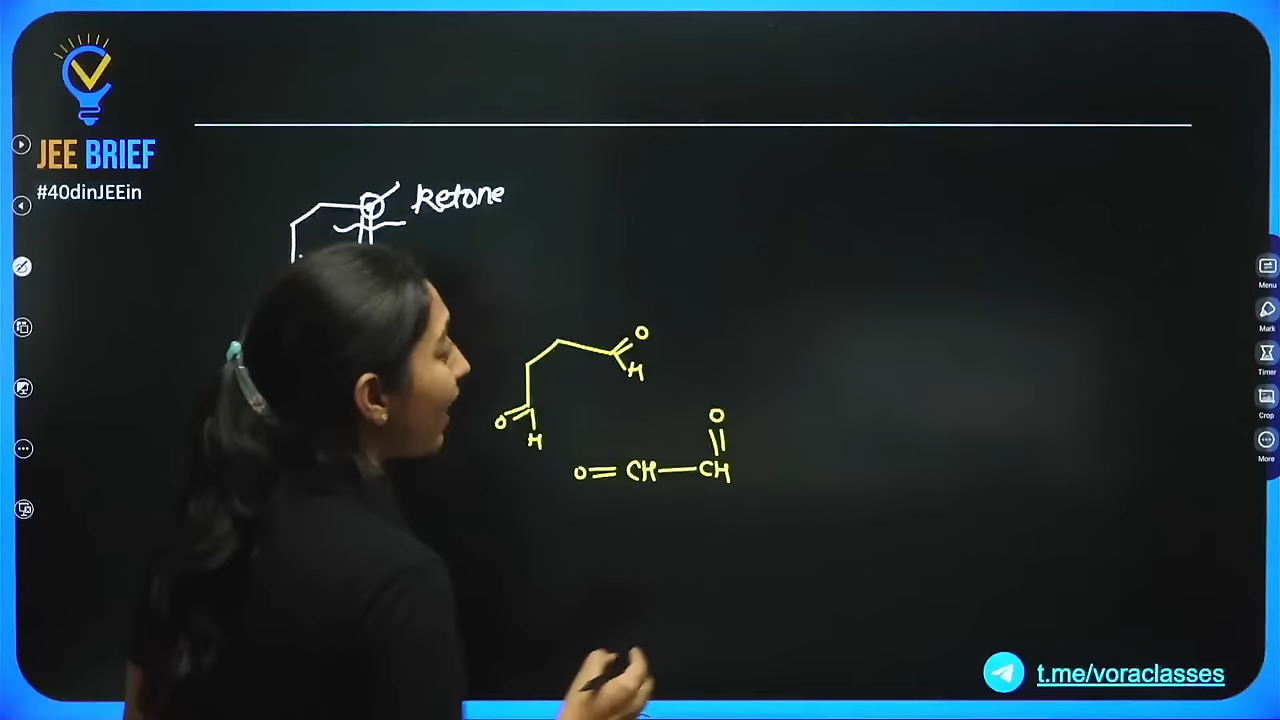 JEE BRIEF
#40dinJEEin
Ketone
O
H
O
H
O
O=CH—CH
Menu
Mark
Timer
Crop
More
t.me/voraclasses